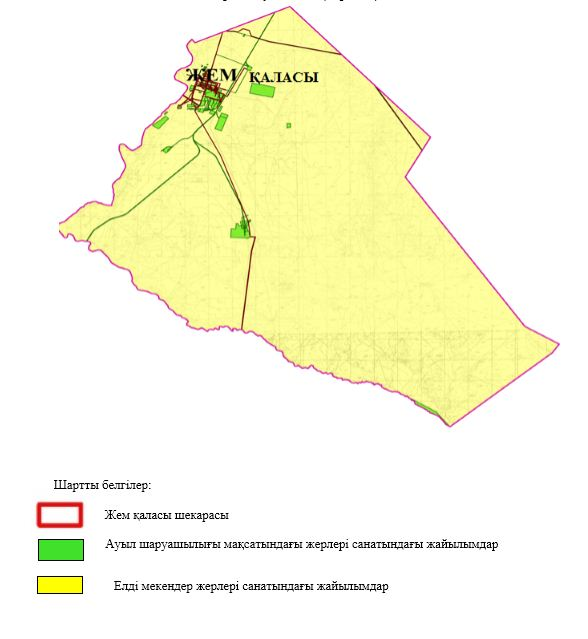 ЖЕМ ҚАЛАСЫ
Шартты белгілер:
Жем қаласы шекарасы
Ауыл шаруашылығы мақсатындағы жерлері санатындағы жайылымдар
Елді мекендер жерлері санатындағы жайылымдар